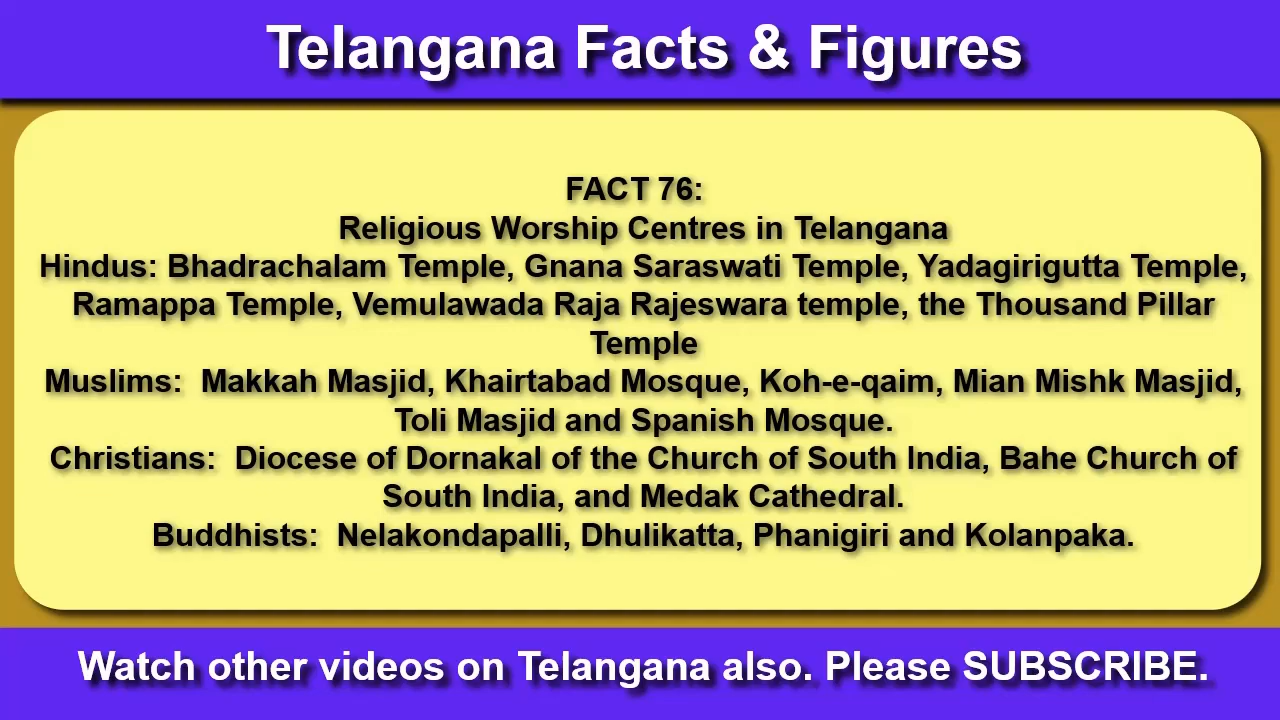 Telangana Facts & Figures
FACT 76:
Religious Worship Centres in Telangana
Hindus: Bhadrachalam Temple, Gnana Saraswati Temple, Yadagirigutta Temple,
Ramappa Temple, Vemulawada Raja Rajeswara temple, the Thousand Pillar
Temple
Muslims:  Makkah Masjid, Khairtabad Mosque, Koh-e-qaim, Mian Mishk Masjid,
Toli Masjid and Spanish Mosque.
Christians:  Diocese of Dornakal of the Church of South India, Bahe Church of
South India, and Medak Cathedral.
Buddhists:  Nelakondapalli, Dhulikatta, Phanigiri and Kolanpaka.
Watch other videos on Telangana also. Please SUBSCRIBE.